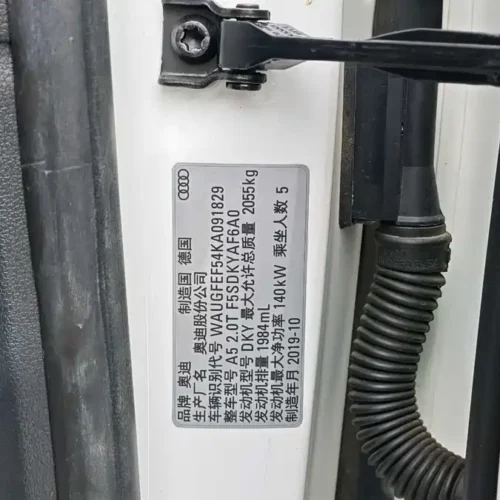 品牌 奥迪 制造国 德国
生产厂名 奥迪股份公司
车辆识别代号 WAUGFEF54KA091829
整车型号 A5 2.0T F5SDKYAF6A0
发动机型号 DKY 最大允许总质量 2055kg
发动机排量 1984mL
发动机最大净功率 140kW 乘坐人数 5
制造年月 2019-10